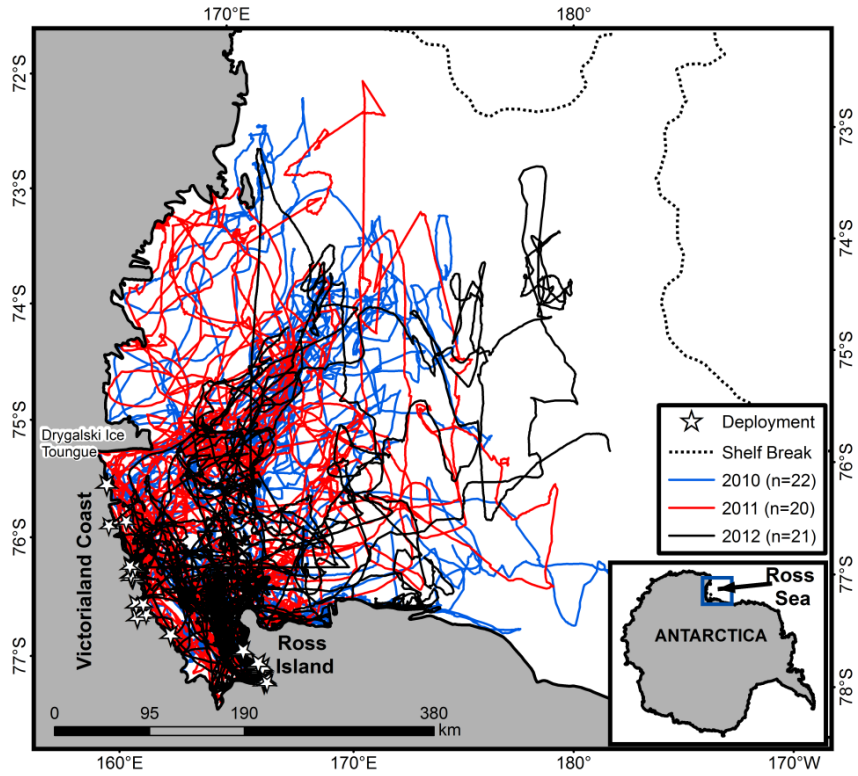 170°E 180°
72°S
73°S
74°S
75°S
76°S
77°S
73°S
74°S
75°S
76°S
77°S
78°S
Drygalski Ice
Toungue
Victorialand Coast
Ross
Island
Deployment
Shelf Break
2010 (n=22)
2011 (n=20)
2012 (n=21)
Ross
Sea
ANTARCTICA
0 95 190 380
km
160°E 170°E 180° 170°W